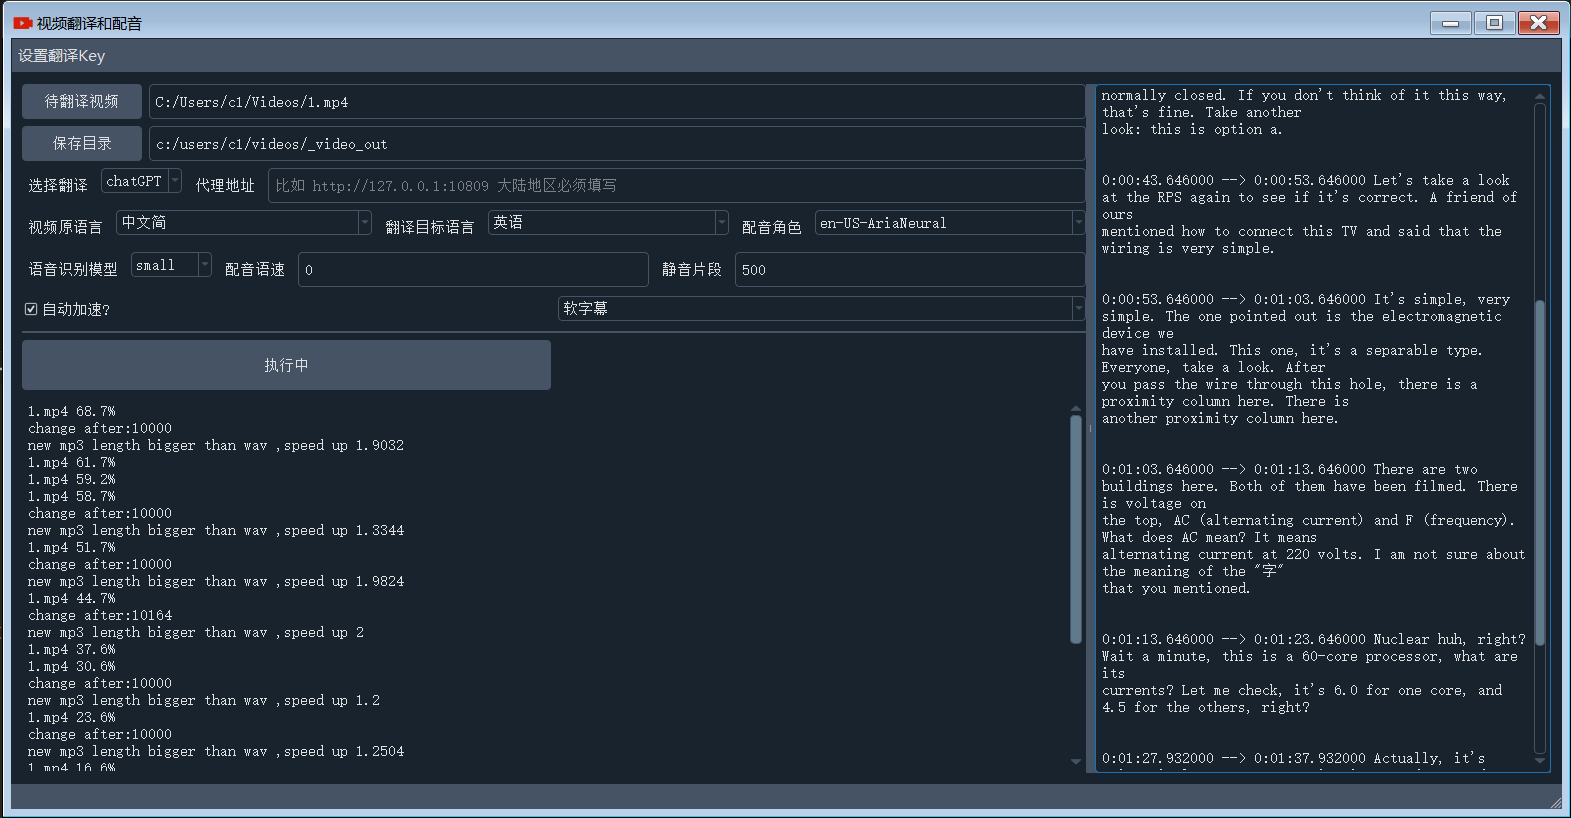 视频翻译和配音
设置翻译Key
待翻译视频 C:/Users/c1/Videos/1.mp4
保存目录 c:/users/c1/videos/_video_out
选择翻译 chatGPT 代理地址 比如 http://127.0.0.1:10809 大陆地区必须填写
视频原语言 中文简 翻译目标语言 英语 配音角色 en-US-AriaNeural
语音识别模型 small 配音语速 0 静音片段 500
自动加速? 软字幕
执行中
1.mp4 68.7%
change after:10000
new mp3 length bigger than wav ,speed up 1.9032
1.mp4 61.7%
1.mp4 59.2%
1.mp4 58.7%
change after:10000
new mp3 length bigger than wav ,speed up 1.3344
1.mp4 51.7%
change after:10000
new mp3 length bigger than wav ,speed up 1.9824
1.mp4 44.7%
change after:10164
new mp3 length bigger than wav ,speed up 2
1.mp4 37.6%
1.mp4 30.6%
change after:10000
new mp3 length bigger than wav ,speed up 1.2
1.mp4 23.6%
change after:10000
new mp3 length bigger than wav ,speed up 1.2504
1.mp4 16.6%
normally closed. If you don't think of it this way,
that's fine. Take another
look: this is option a.
0:00:43.646000 --> 0:00:53.646000 Let's take a look
at the RPS again to see if it's correct. A friend of
ours
mentioned how to connect this TV and said that the
wiring is very simple.
0:00:53.646000 --> 0:01:03.646000 It's simple, very
simple. The one pointed out is the electromagnetic
device we
have installed. This one, it's a separable type.
Everyone, take a look. After
you pass the wire through this hole, there is a
proximity column here. There is
another proximity column here.
0:01:03.646000 --> 0:01:13.646000 There are two
buildings here. Both of them have been filmed. There
is voltage on
the top, AC (alternating current) and F (frequency).
What does AC mean? It means
alternating current at 220 volts. I am not sure about
the meaning of the "字"
that you mentioned.
0:01:13.646000 --> 0:01:23.646000 Nuclear huh, right?
Wait a minute, this is a 60-core processor, what are
its
currents? Let me check, it's 6.0 for one core, and
4.5 for the others, right?
0:01:27.932000 --> 0:01:37.932000 Actually, it's